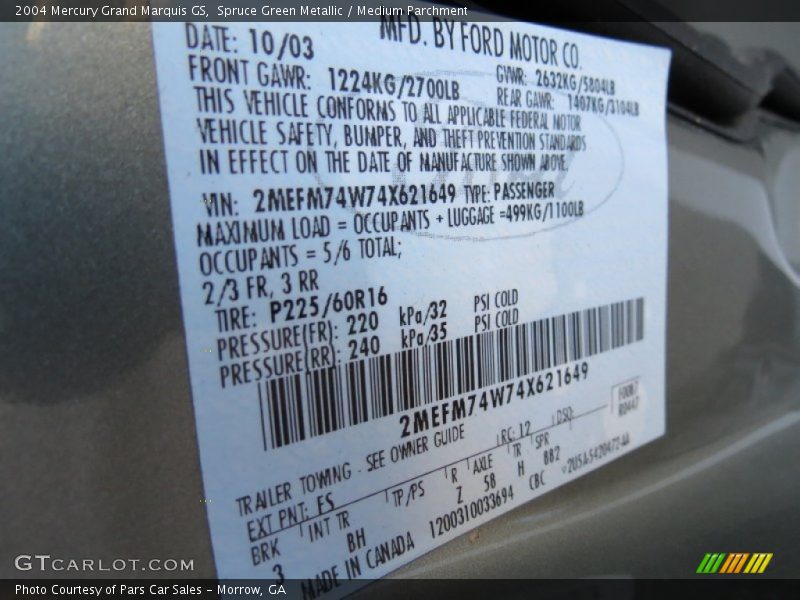 2004 Mercury Grand Marquis GS, Spruce Green Metallic / Medium Parchment
DATE: 10/03 MFD. BY FORD MOTOR CO.
FRONT GAWR: 1224KG/2700LB GVWR: 2632KG/5804LB
REAR GAWR: 1407KG/3104LB
THIS VEHICLE CONFORMS TO ALL APPLICABLE FEDERAL MOTOR
VEHICLE SAFETY, BUMPER, AND THEFT PREVENTION STANDARDS
IN EFFECT ON THE DATE OF MANUFACTURE SHOWN ABOVE.
VIN: 2MEFM74W74X621649 TYPE: PASSENGER
MAXIMUM LOAD = OCCUPANTS + LUGGAGE =499KG/1100LB
OCCUPANTS = 5/6 TOTAL;
2/3 FR, 3 RR
TIRE: P225/60R16
PRESSURE(FR): 220 kPa/32 PSI COLD
PRESSURE(RR): 240 kPa/35 PSI COLD
2MEFM74W74X621649
F0067
R0447
TRAILER TOWING - SEE OWNER GUIDE
EXT PNT: FS RC: 12 DSO:
BRK INT TR TP/PS R AXLE TR SPR
3 BH Z 58 H BB2
MADE IN CANADA 1200310033694 CBC
GTCARLOT.COM
Photo Courtesy of Pars Car Sales - Morrow, GA